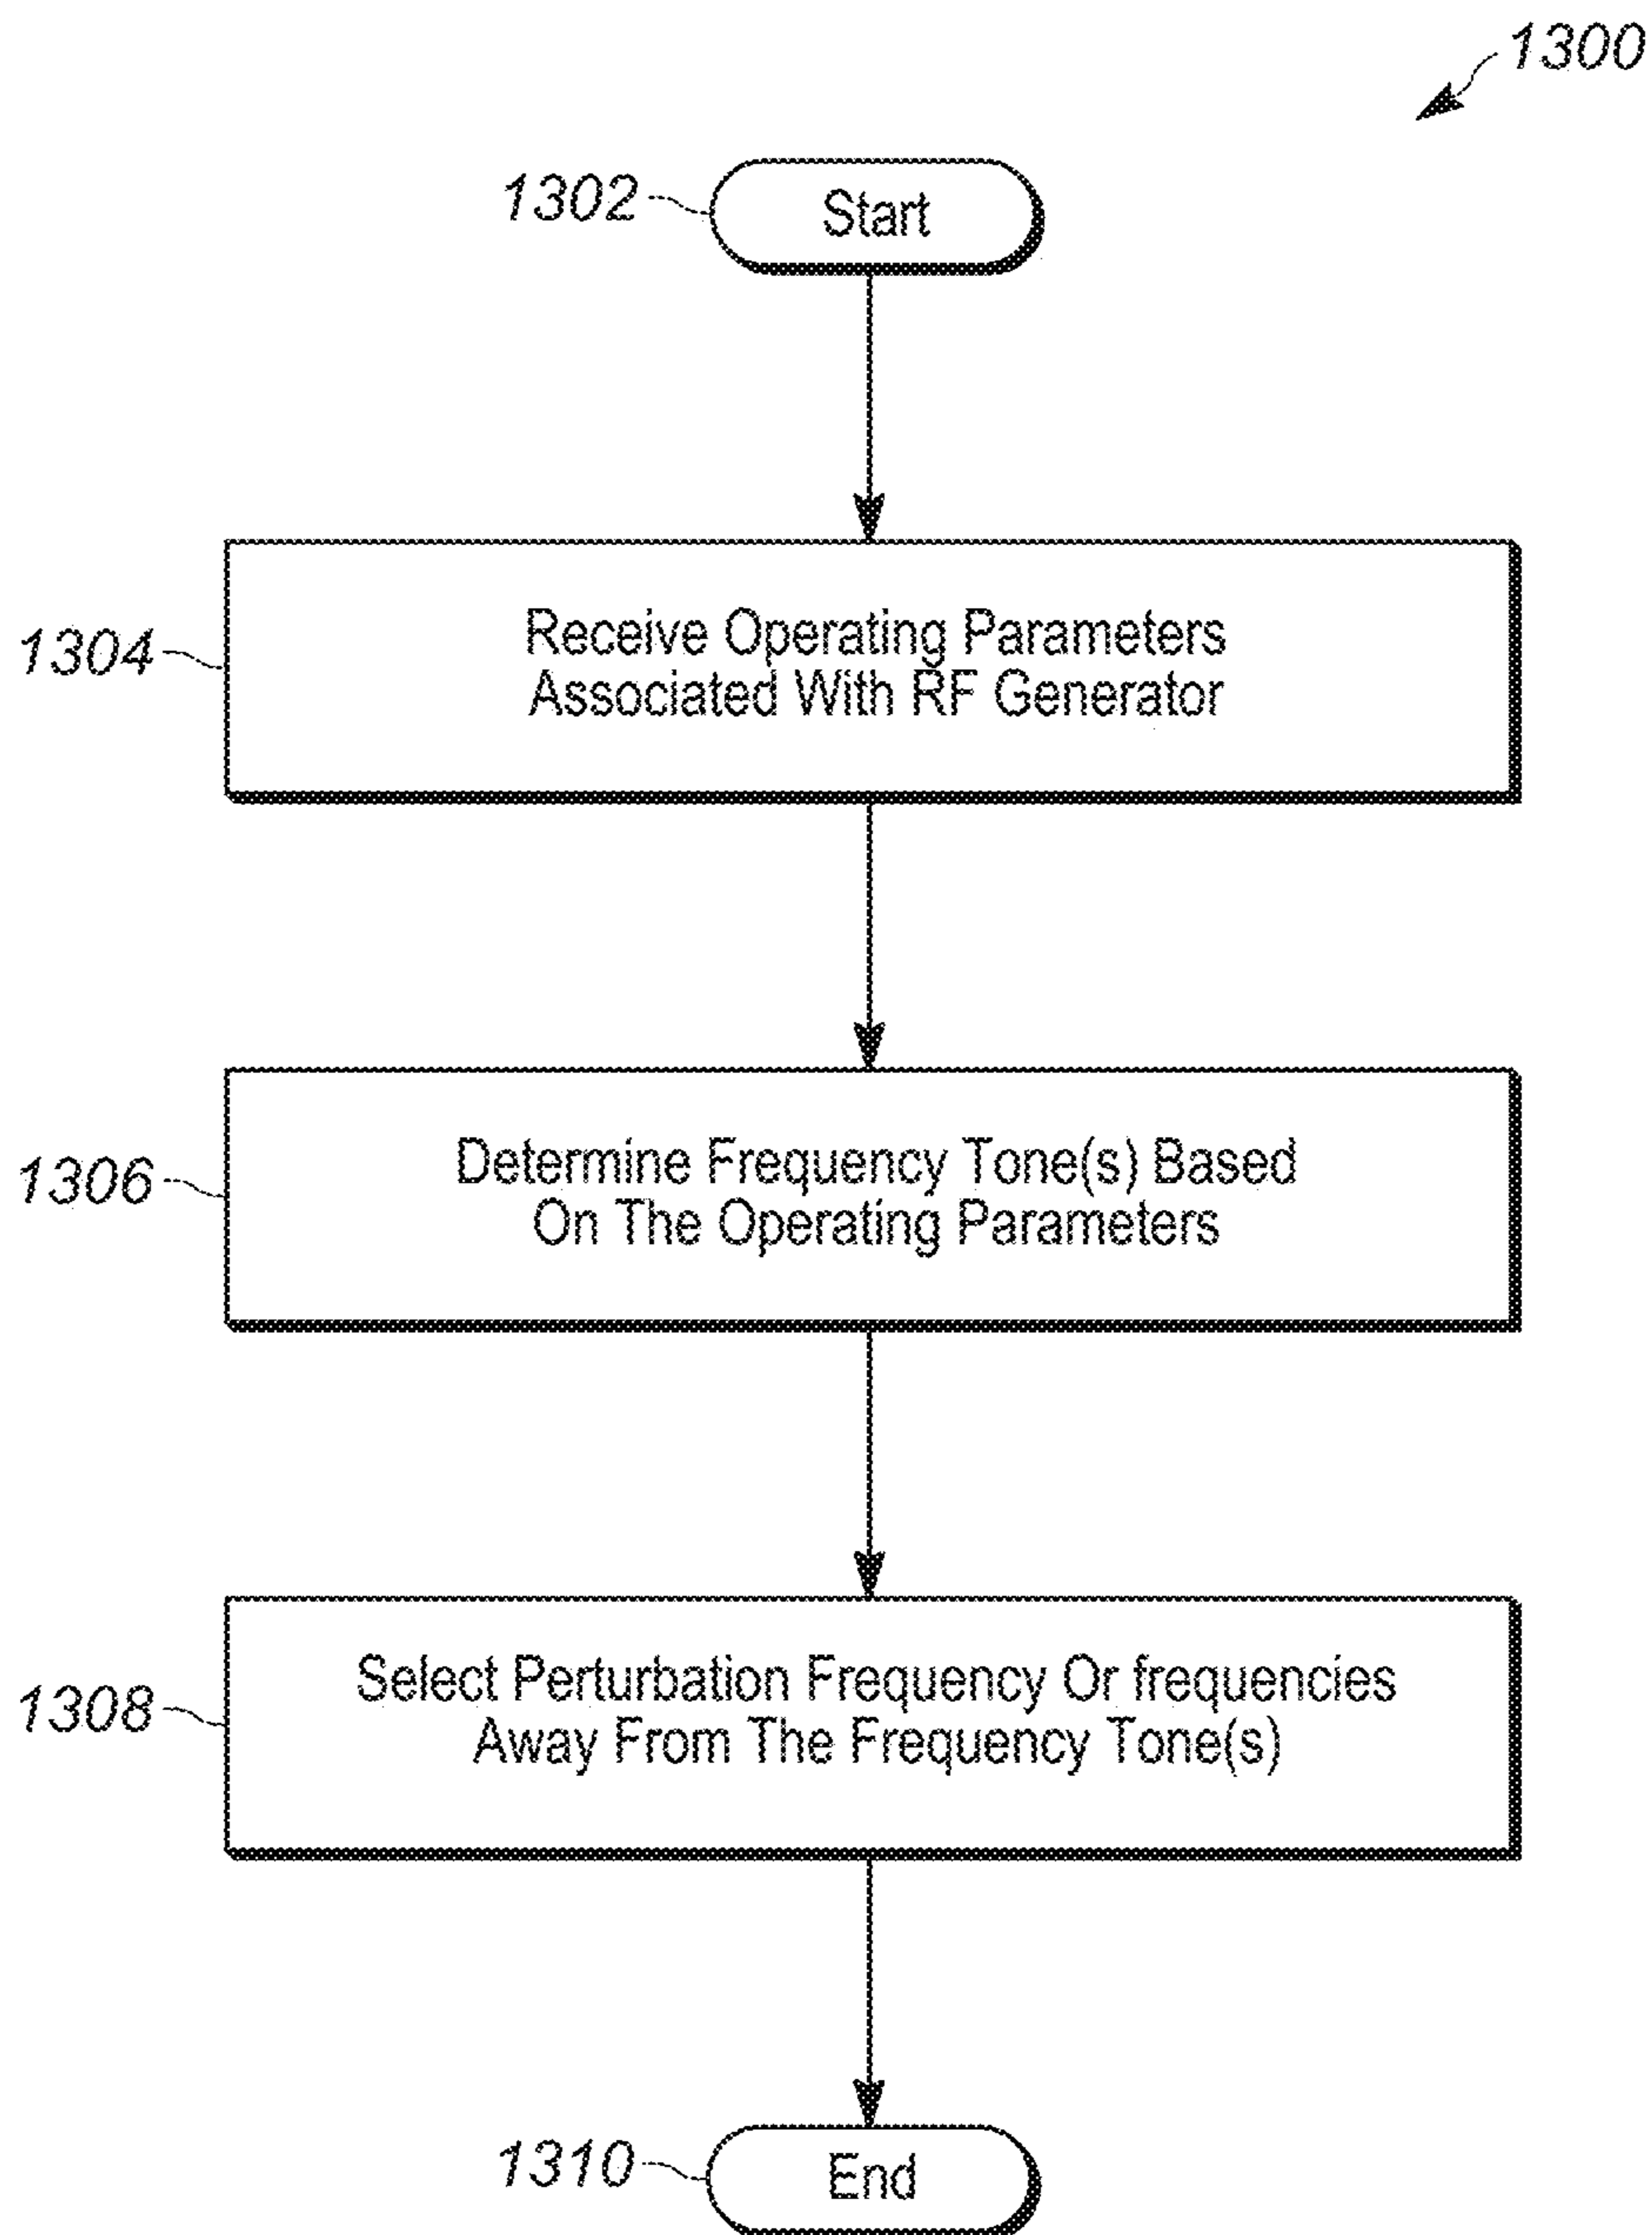 1300
1302
Start
1304
Receive Operating Parameters
Associated With RF Generator
1306
Determine Frequency Tone(s) Based
On The Operating Parameters
1308
Select Perturbation Frequency Or frequencies
Away From The Frequency Tone(s)
1310
End